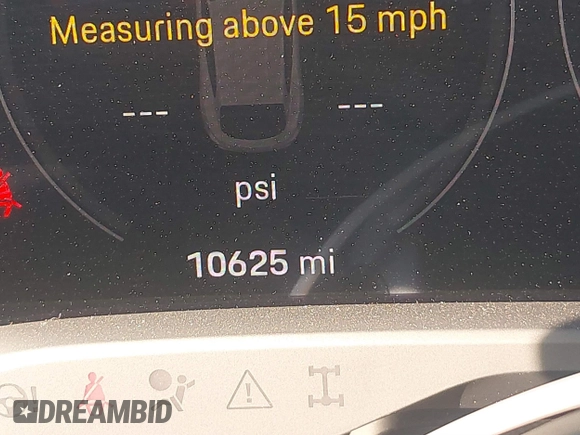 Measuring above 15 mph
--- ---
psi
10625 mi
DREAMBID